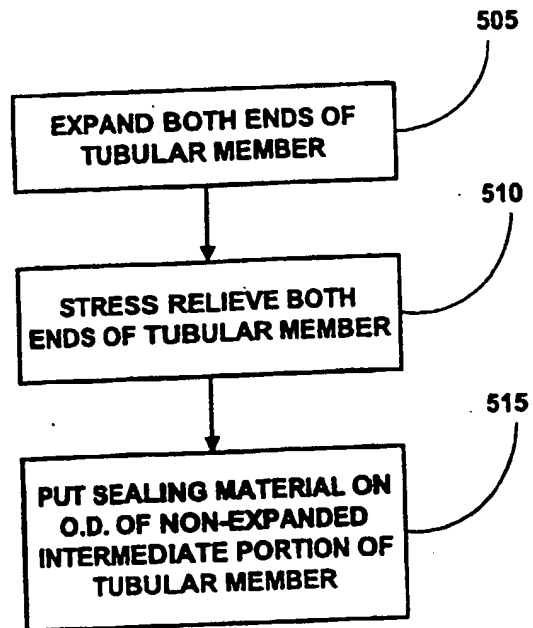 505
EXPAND BOTH ENDS OF
TUBULAR MEMBER
510
STRESS RELIEVE BOTH
ENDS OF TUBULAR MEMBER
515
PUT SEALING MATERIAL ON
O.D. OF NON-EXPANDED
INTERMEDIATE PORTION OF
TUBULAR MEMBER